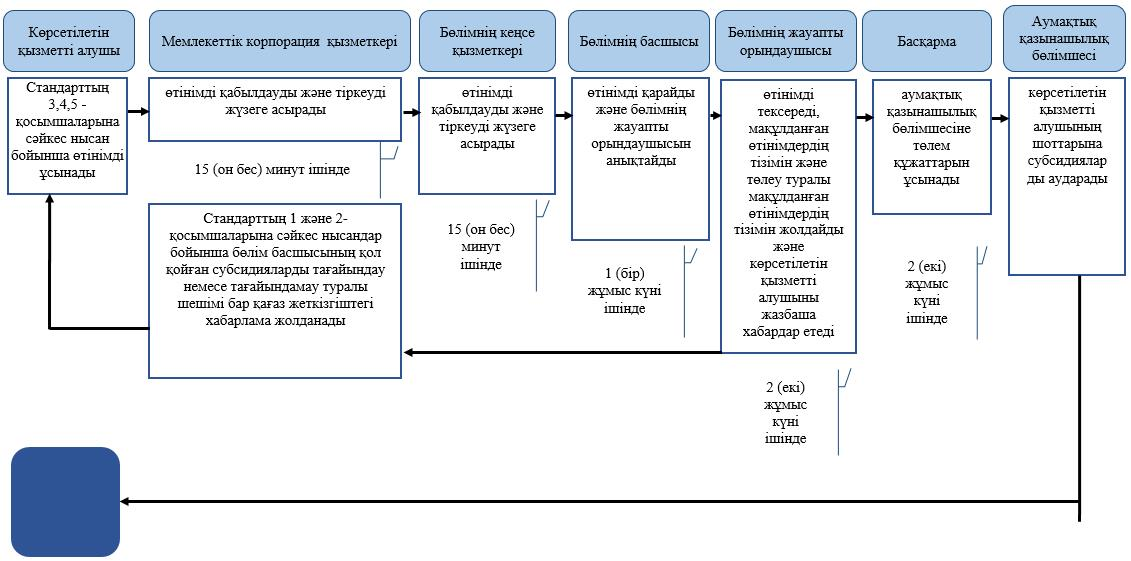 Көрсетілетін
қызметті алушы
Мемлекеттік корпорация қызметкері
Бөлімнің кеңсе
қызметкері
Бөлімнің басшысы
Бөлімнің жауапты
орындаушысы
Басқарма
Аумақтық
қазынашылық
бөлімшесі
Стандарттың
3,4,5 -
қосымшаларына
сәйкес нысан
бойынша өтінімді
ұсынады
өтінімді қабылдауды және тіркеуді
жүзеге асырады
15 (он бес) минут ішінде
Стандарттың 1 және 2-
қосымшаларына сәйкес нысандар
бойынша бөлім басшысының қол
қойған субсидияларды тағайындау
немесе тағайындамау туралы
шешімі бар қағаз жеткізгіштегі
хабарлама жолданады
өтінімді
қабылдауды және
тіркеуді жүзеге
асырады
15 (он бес)
минут
ішінде
өтінімді қарайды
және бөлімнің
жауапты
орындаушысын
анықтайды
1 (бір)
жұмыс күні
ішінде
өтінімді
тексереді,
мақұлданған
өтінімдердің
тізімін және
төлеу туралы
мақұлданған
өтінімдердің
тізімін жолдайды
және
көрсетілетін
қызметті
алушыны
жазбаша
хабардар етеді
2 (екі)
жұмыс
күні
ішінде
аумақтық
қазынашылық
бөлімшесіне
төлем
құжаттарын
ұсынады
2 (екі)
жұмыс
күні
ішінде
көрсетілетін
қызметті
алушының
шоттарына
субсидиялар
ды аударады